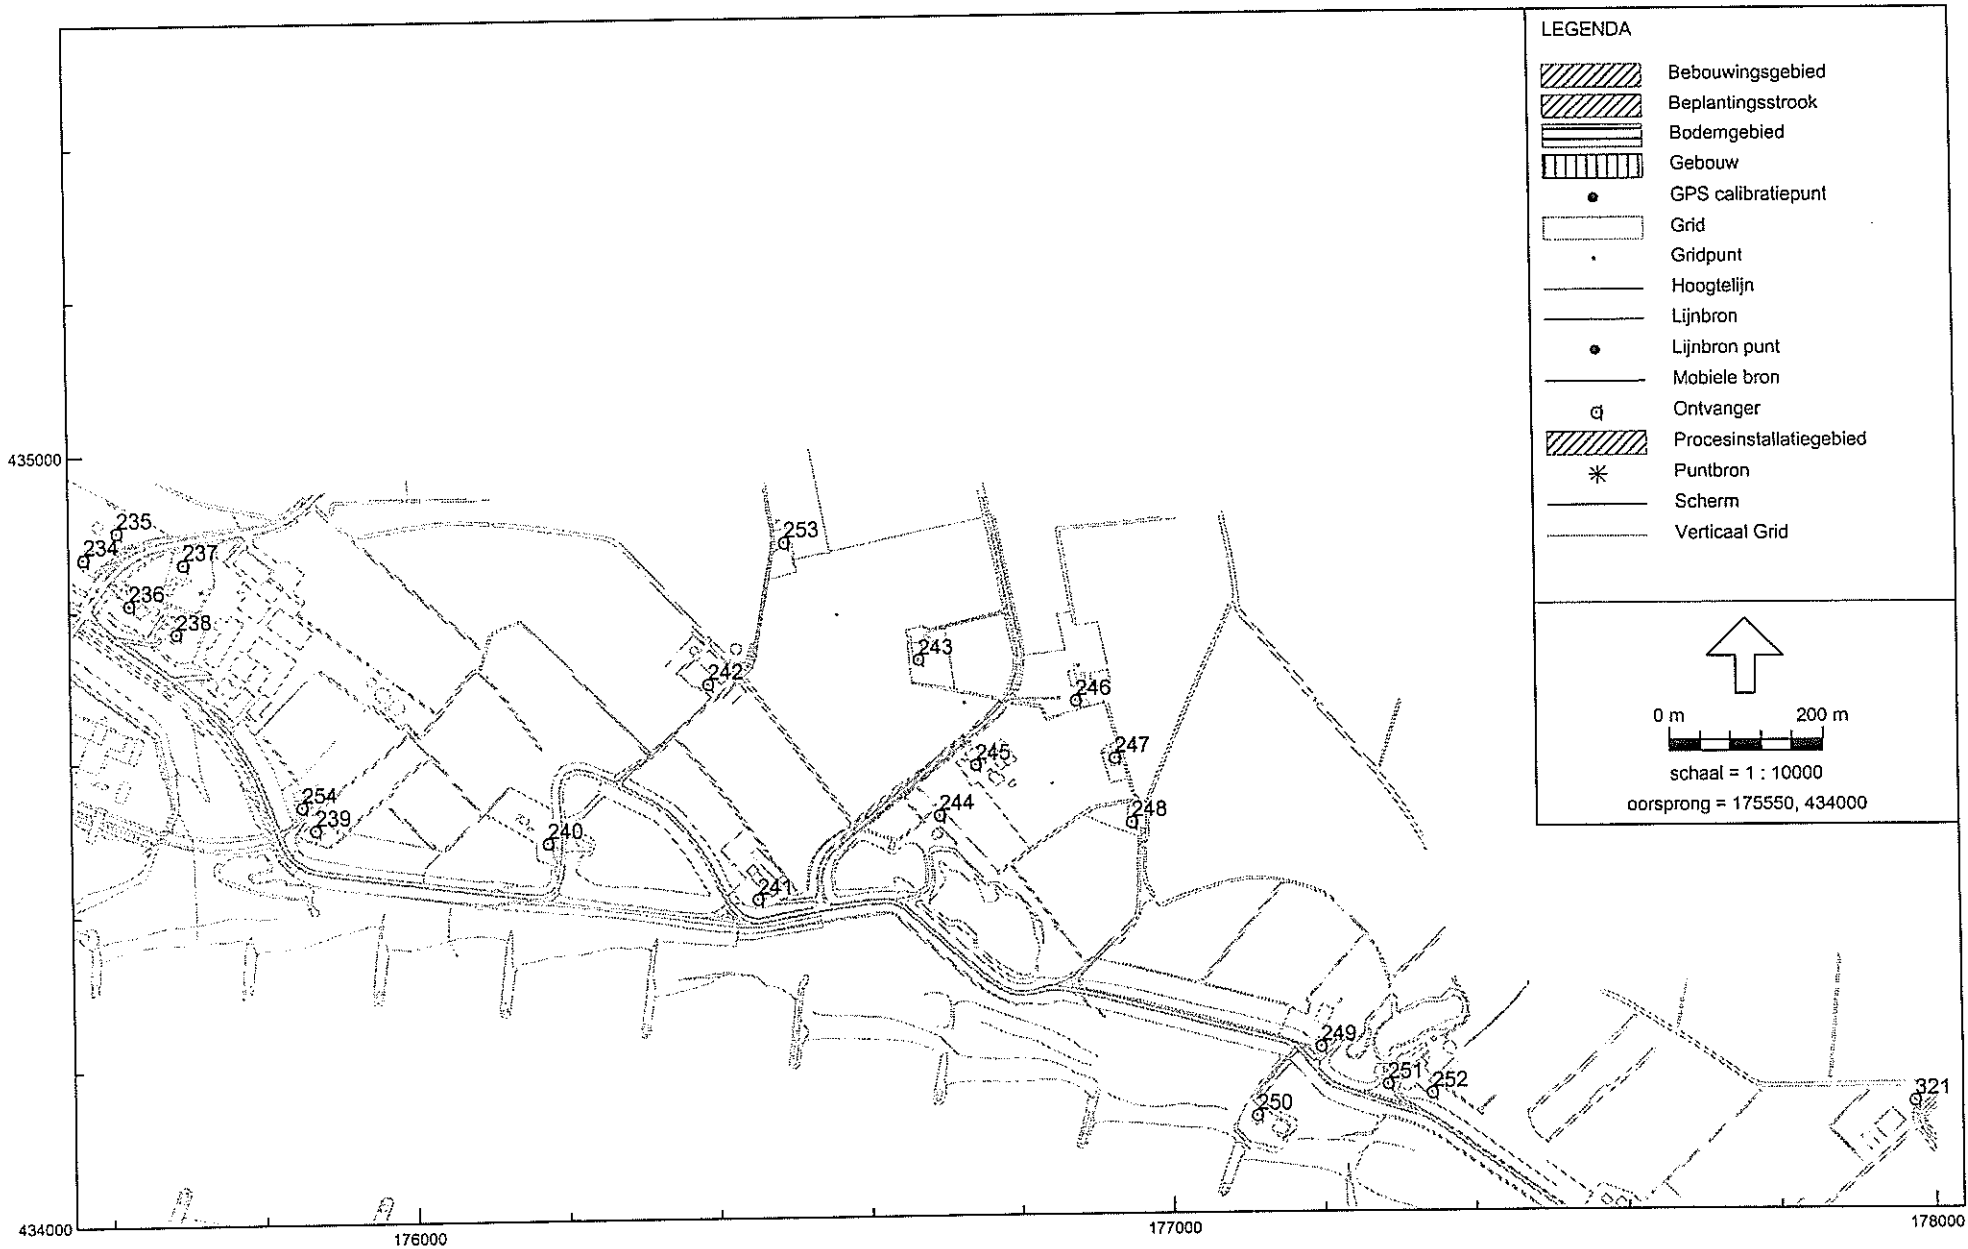 LEGENDA
Bebouwingsgebied
Beplantingsstrook
Bodemgebied
Gebouw
GPS calibratiepunt
Grid
Gridpunt
Hoogtelijn
Lijnbron
Lijnbron punt
Mobiele bron
Ontvanger
Procesinstallatiegebied
Puntbron
Scherm
Verticaal Grid
0 m 200 m
schaal = 1 : 10000
oorsprong = 175550, 434000
435000
235
253
234
237
236
238
243
242
246
245
247
254
244
248
239
240
241
249
251
252
321
250
434000
176000
177000
178000